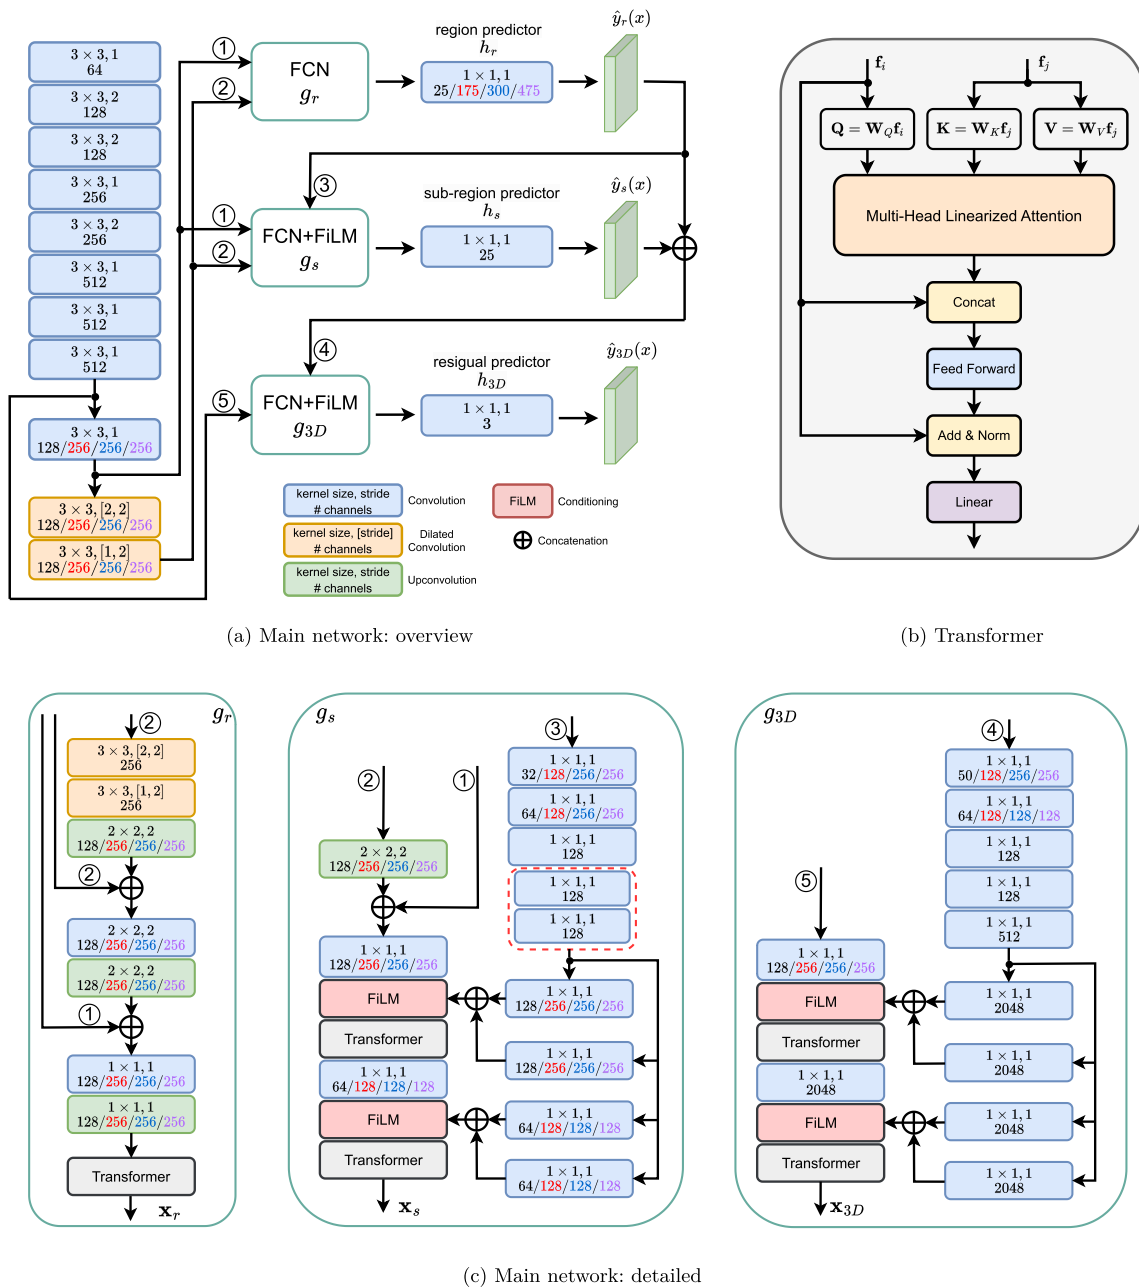 3 × 3, 1
64
3 × 3, 2
128
3 × 3, 2
128
3 × 3, 1
256
3 × 3, 2
256
3 × 3, 1
512
3 × 3, 1
512
3 × 3, 1
512
3 × 3, 1
128/256/256/256
3 × 3, [2, 2]
128/256/256/256
3 × 3, [1, 2]
128/256/256/256
①
②
FCN
g_r
region predictor
h_r
1 × 1, 1
25/175/300/475
ŷ_r(x)
③
①
②
FCN+FiLM
g_s
sub-region predictor
h_s
1 × 1, 1
25
ŷ_s(x)
④
⑤
FCN+FiLM
g_{3D}
resigual predictor
h_{3D}
1 × 1, 1
3
ŷ_{3D}(x)
kernel size, stride
# channels
Convolution
kernel size, [stride]
# channels
Dilated
Convolution
kernel size, stride
# channels
Upconvolution
FiLM
Conditioning
⊕ Concatenation
(a) Main network: overview
f_i
f_j
Q = W_Q f_i
K = W_K f_j
V = W_V f_j
Multi-Head Linearized Attention
Concat
Feed Forward
Add & Norm
Linear
(b) Transformer
g_r
②
3 × 3, [2, 2]
256
3 × 3, [1, 2]
256
2 × 2, 2
128/256/256/256
②
2 × 2, 2
128/256/256/256
2 × 2, 2
128/256/256/256
①
1 × 1, 1
128/256/256/256
1 × 1, 1
128/256/256/256
Transformer
x_r
g_s
②
①
2 × 2, 2
128/256/256/256
1 × 1, 1
128/256/256/256
FiLM
Transformer
1 × 1, 1
64/128/128/128
FiLM
Transformer
x_s
③
1 × 1, 1
32/128/256/256
1 × 1, 1
64/128/256/256
1 × 1, 1
128
1 × 1, 1
128
1 × 1, 1
128
1 × 1, 1
128/256/256/256
1 × 1, 1
128/256/256/256
1 × 1, 1
64/128/128/128
1 × 1, 1
64/128/128/128
g_{3D}
⑤
1 × 1, 1
128/256/256/256
FiLM
Transformer
1 × 1, 1
2048
FiLM
Transformer
x_{3D}
④
1 × 1, 1
50/128/256/256
1 × 1, 1
64/128/128/128
1 × 1, 1
128
1 × 1, 1
128
1 × 1, 1
512
1 × 1, 1
2048
1 × 1, 1
2048
1 × 1, 1
2048
1 × 1, 1
2048
(c) Main network: detailed